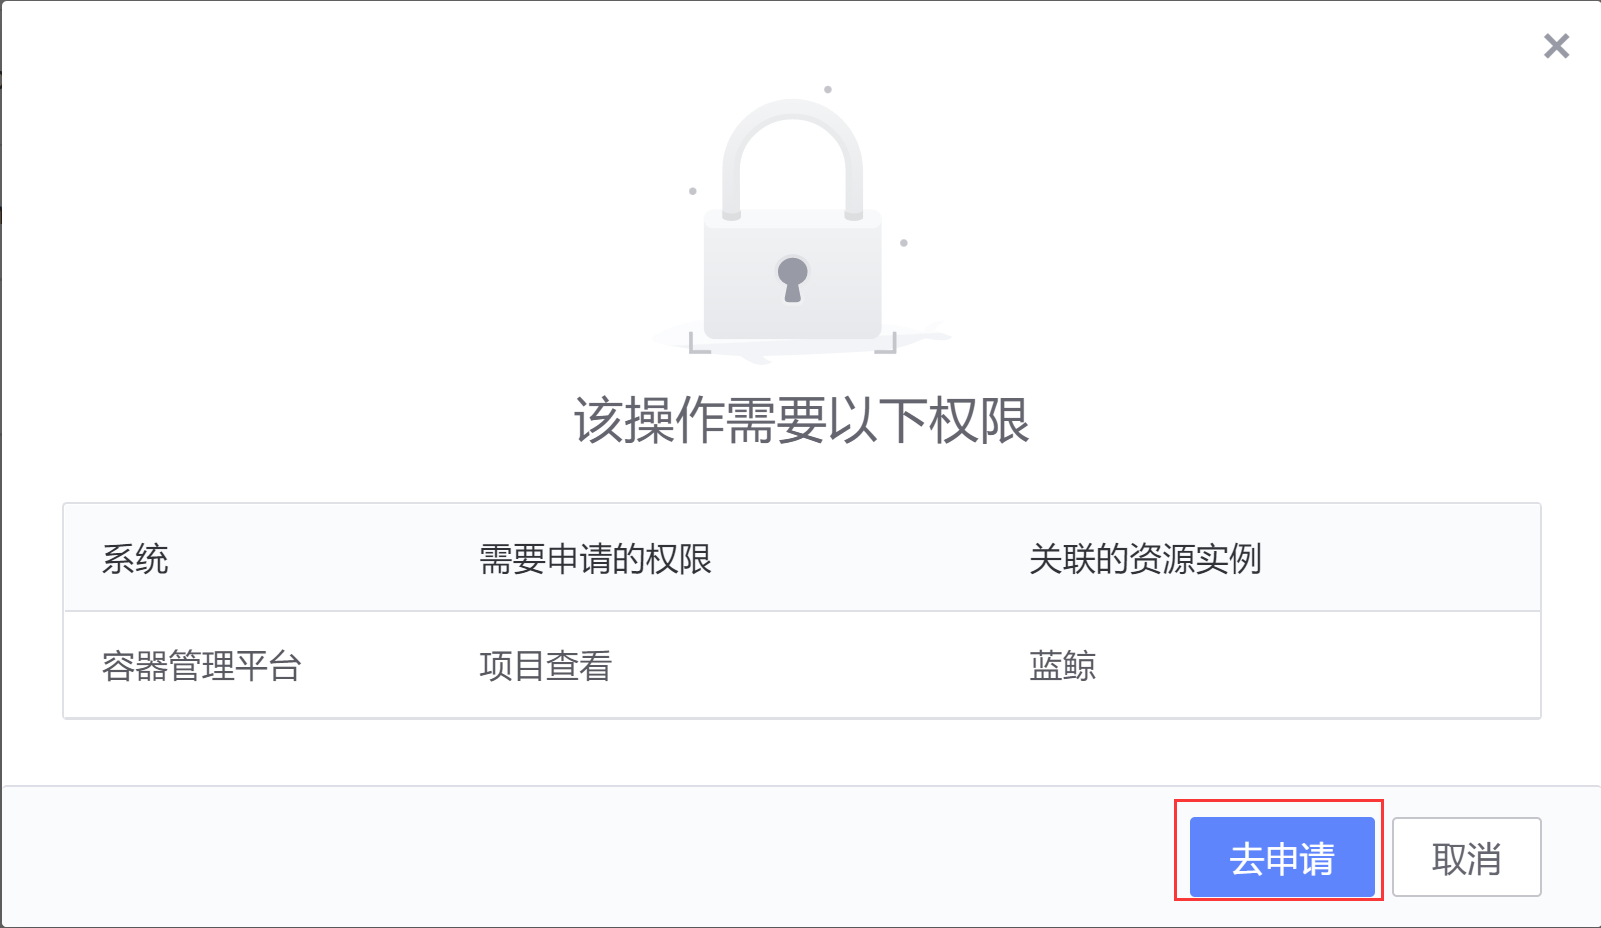 该操作需要以下权限
系统 需要申请的权限 关联的资源实例
容器管理平台 项目查看 蓝鲸
去申请 取消